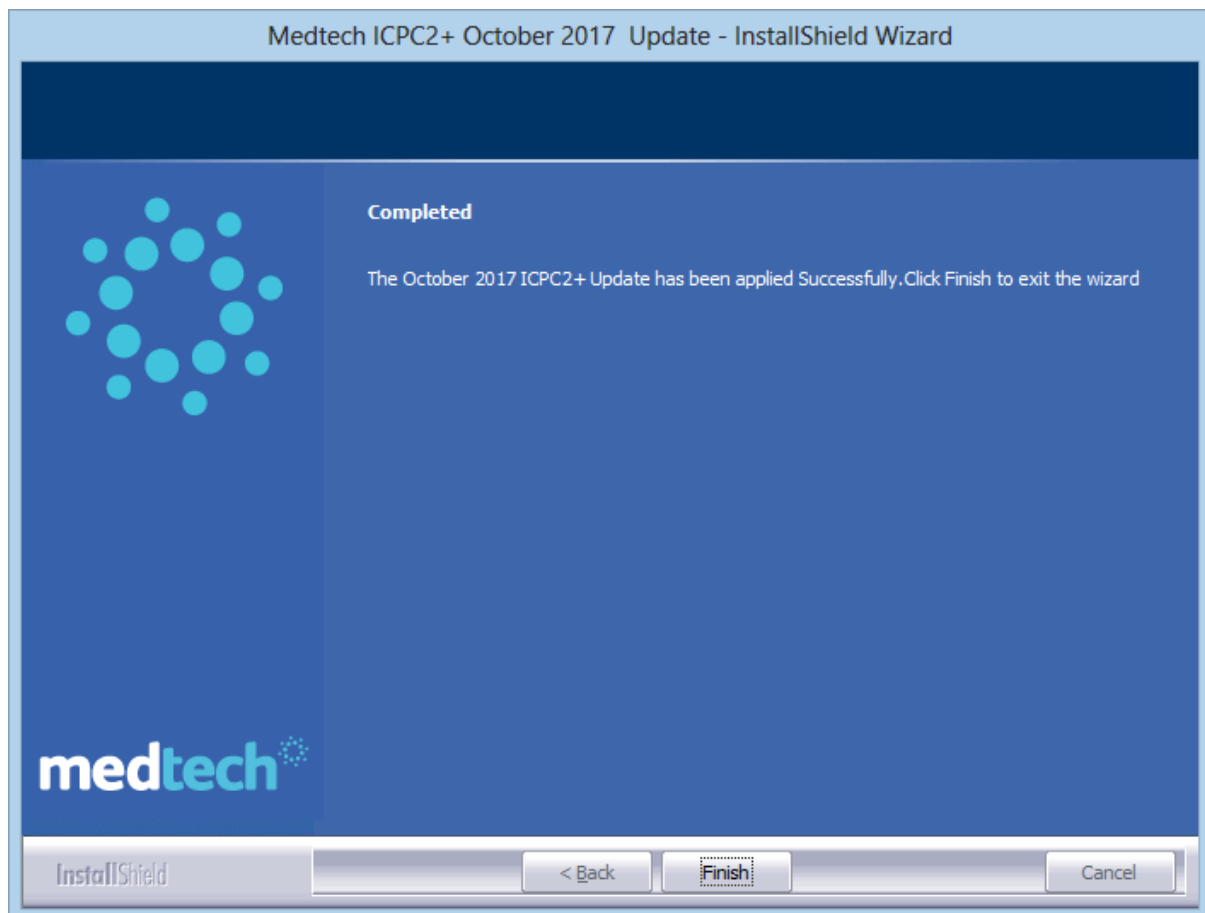 Medtech ICPC2+ October 2017  Update - InstallShield Wizard
Completed
The October 2017 ICPC2+ Update has been applied Successfully.Click Finish to exit the wizard
medtech
InstallShield
< Back
Finish
Cancel